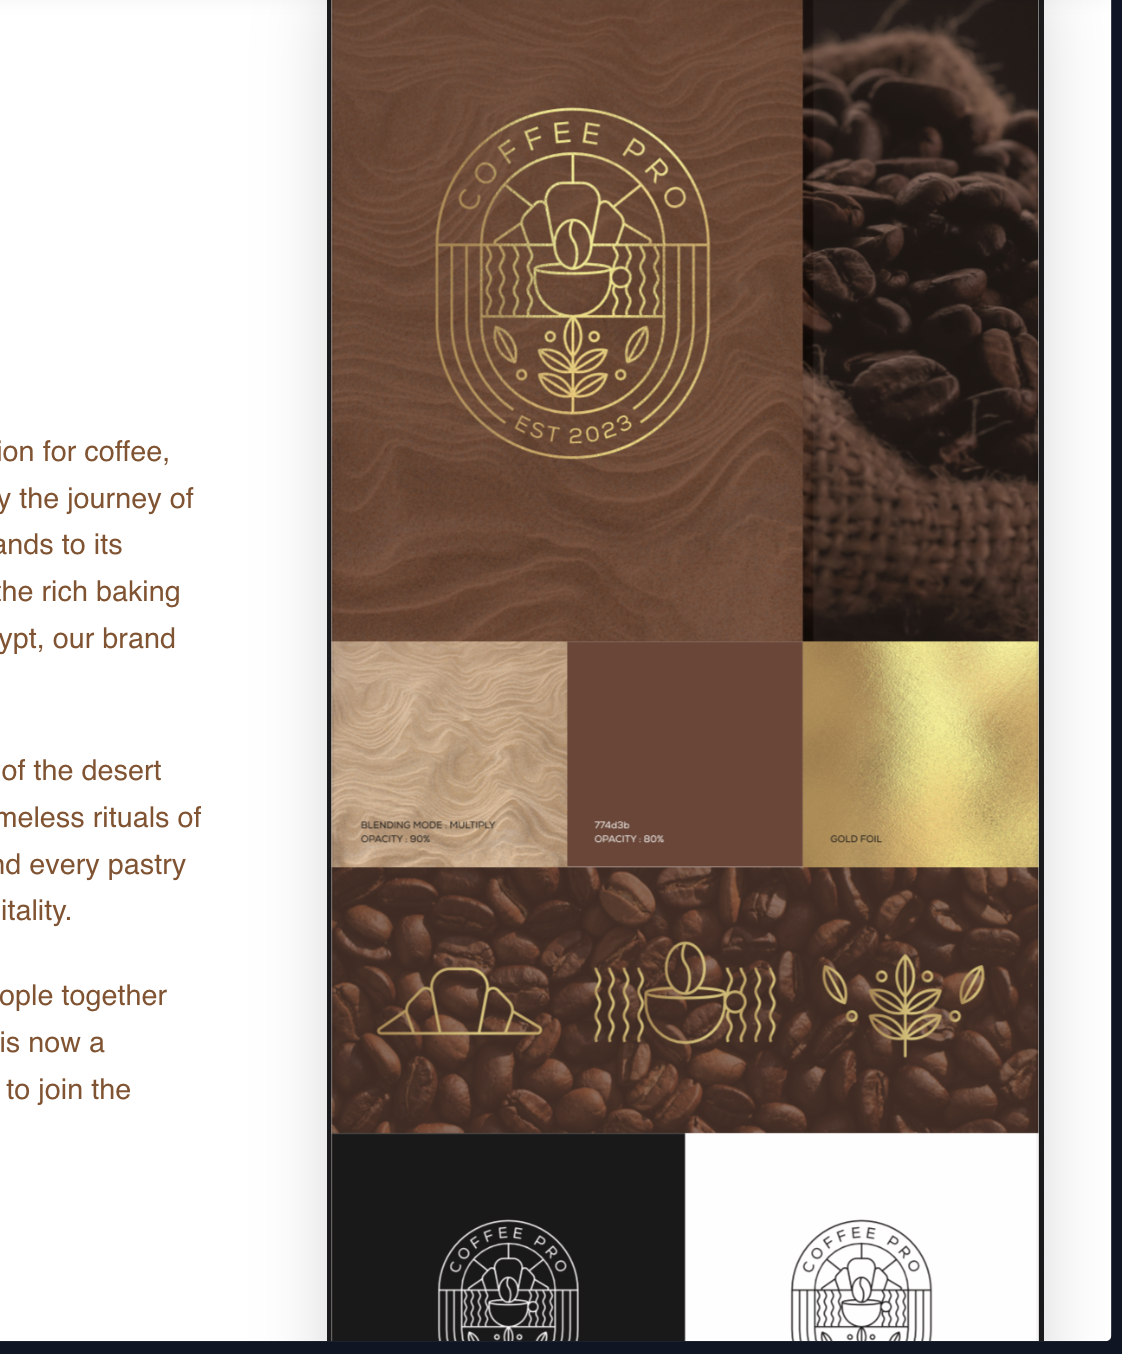 ion for coffee,
y the journey of
ands to its
the rich baking
ypt, our brand
of the desert
meless rituals of
nd every pastry
itality.
ople together
is now a
to join the
COFFEE PRO
EST 2023
BLENDING MODE : MULTIPLY
OPACITY : 90%
774d3b
OPACITY : 80%
GOLD FOIL
COFFEE PRO
COFFEE PRO